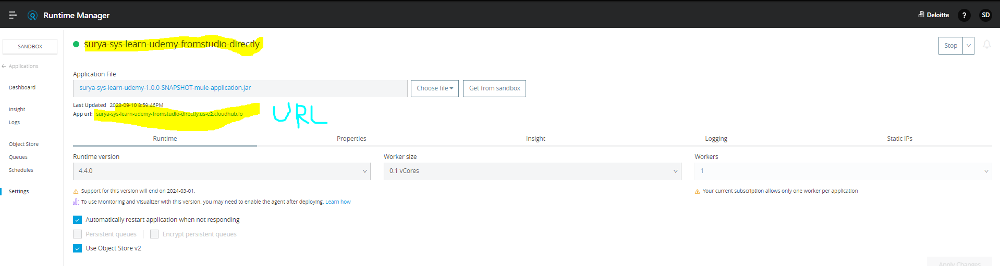 Runtime Manager
Deloitte ? SD
SANDBOX
Applications
Dashboard
Insight
Logs
Object Store
Queues
Schedules
Settings
surya-sys-learn-udemy-fromstudio-directly
Stop
Application File
surya-sys-learn-udemy-1.0.0-SNAPSHOT-mule-application.jar Choose file Get from sandbox
Last Updated 2023-09-10 8:59:46PM
App url: surya-sys-learn-udemy-fromstudio-directly.us-e2.cloudhub.io
URL
Runtime Properties Insight Logging Static IPs
Runtime version Worker size Workers
4.4.0 0.1 vCores 1
Support for this version will end on 2024-03-01. Your current subscription allows only one worker per application
To use Monitoring and Visualizer with this version, you may need to enable the agent after deploying. Learn how
Automatically restart application when not responding
Persistent queues Encrypt persistent queues
Use Object Store v2
Apply Changes